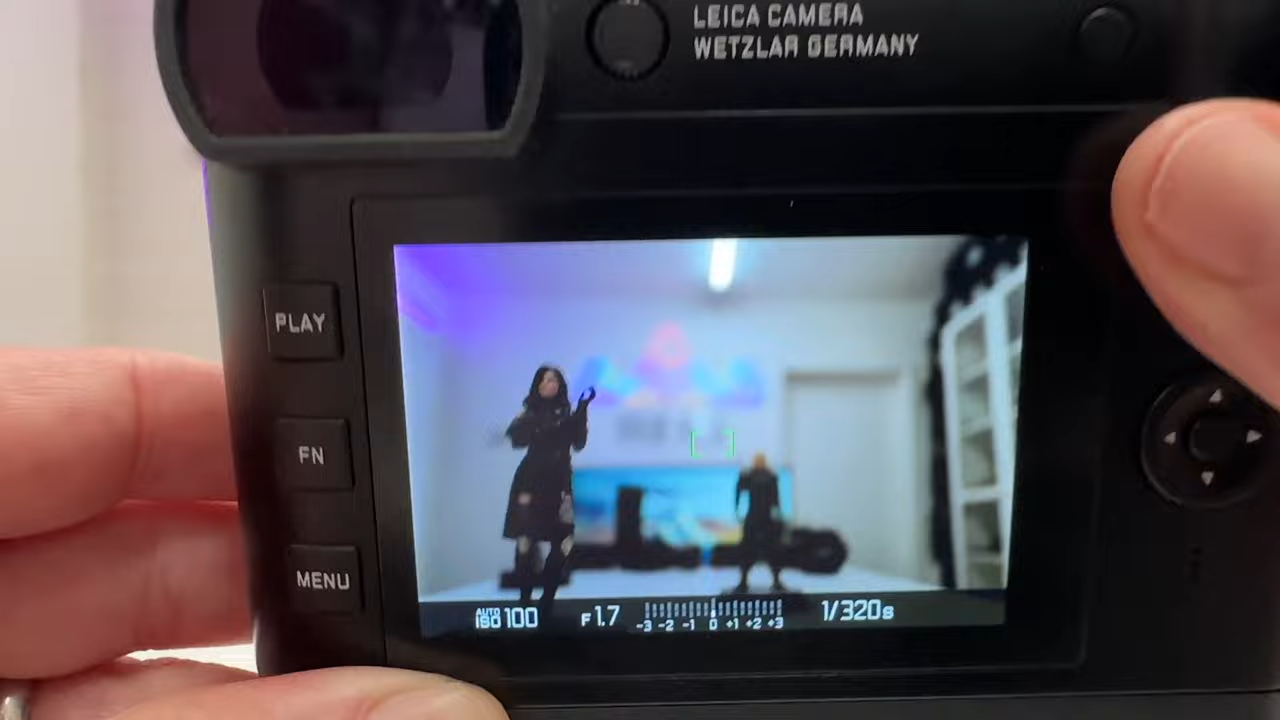 LEICA CAMERA
WETZLAR GERMANY
PLAY
FN
MENU
AUTO ISO 100 F 1.7 -3 -2 -1 0 +1 +2 +3 1/320s